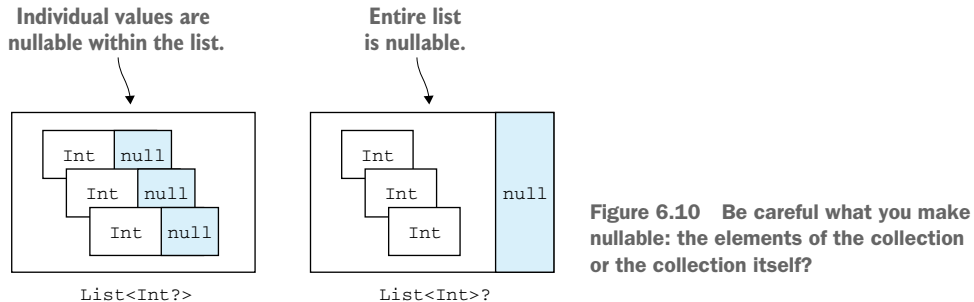 Individual values are
nullable within the list.
Entire list
is nullable.
Int null
Int null
Int null
List<Int?>
Int
Int
Int
null
List<Int>?
Figure 6.10 Be careful what you make
nullable: the elements of the collection
or the collection itself?